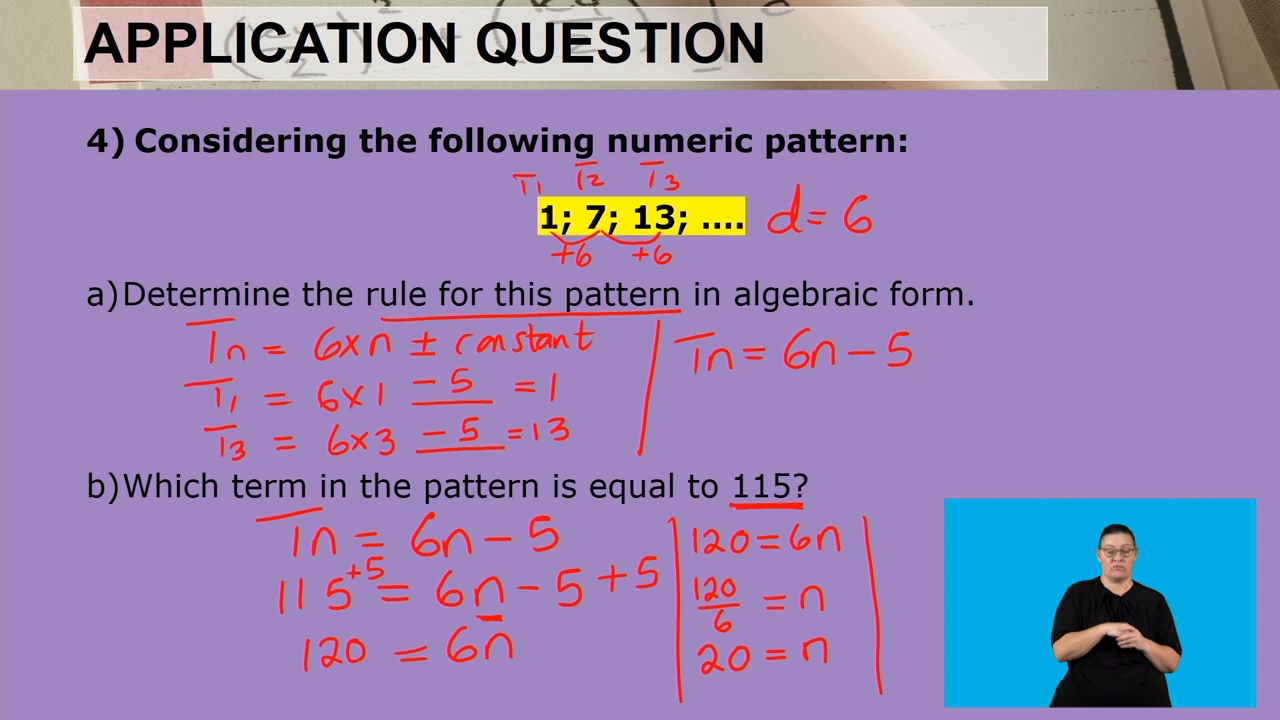 APPLICATION QUESTION
4) Considering the following numeric pattern:
T1 T2 T3
1; 7; 13; .... d = 6
+6 +6
a) Determine the rule for this pattern in algebraic form.
Tn = 6×n ± constant
T1 = 6×1 - 5 = 1
T3 = 6×3 - 5 = 13
Tn = 6n - 5
b) Which term in the pattern is equal to 115?
Tn = 6n - 5
115 +5 = 6n - 5 + 5
120 = 6n
120 = 6n
120/6 = n
20 = n